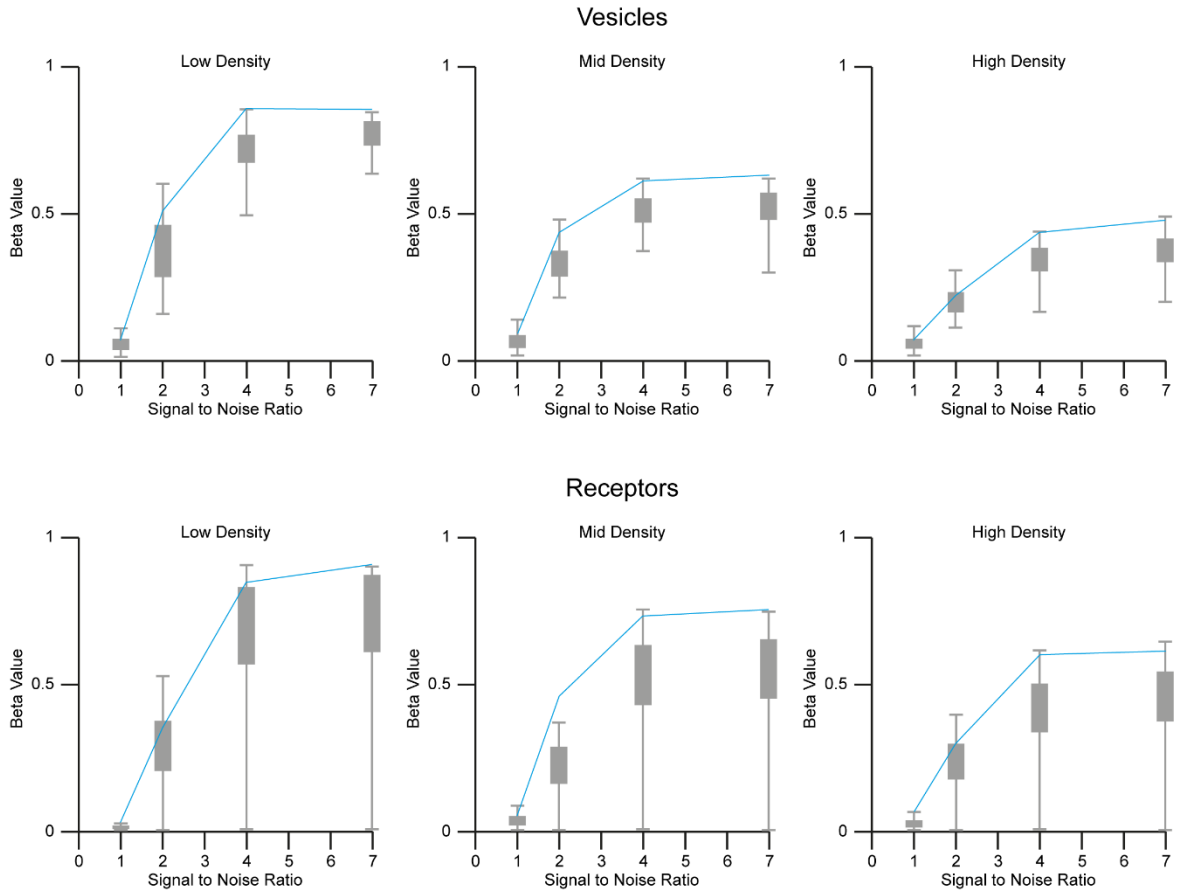 Vesicles
Low Density
Mid Density
High Density
1
0.5
0
Beta Value
0 1 2 3 4 5 6 7
Signal to Noise Ratio
1
0.5
0
Beta Value
0 1 2 3 4 5 6 7
Signal to Noise Ratio
1
0.5
0
Beta Value
0 1 2 3 4 5 6 7
Signal to Noise Ratio
Receptors
Low Density
Mid Density
High Density
1
0.5
0
Beta Value
0 1 2 3 4 5 6 7
Signal to Noise Ratio
1
0.5
0
Beta Value
0 1 2 3 4 5 6 7
Signal to Noise Ratio
1
0.5
0
Beta Value
0 1 2 3 4 5 6 7
Signal to Noise Ratio